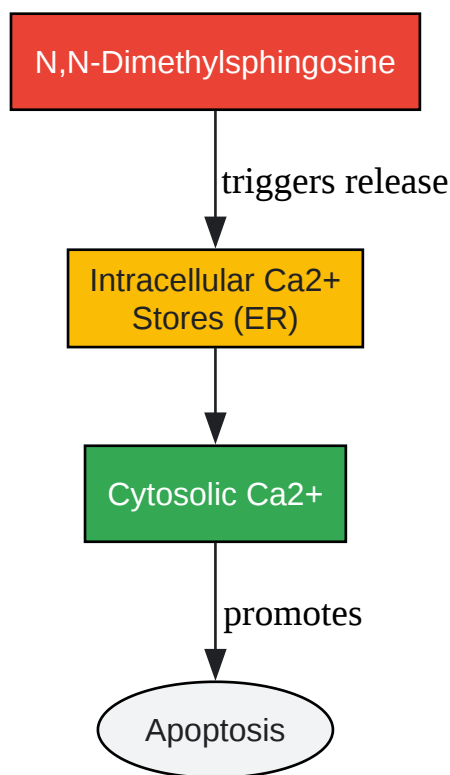 N,N-Dimethylsphingosine
triggers release
Intracellular Ca2+
Stores (ER)
Cytosolic Ca2+
promotes
Apoptosis